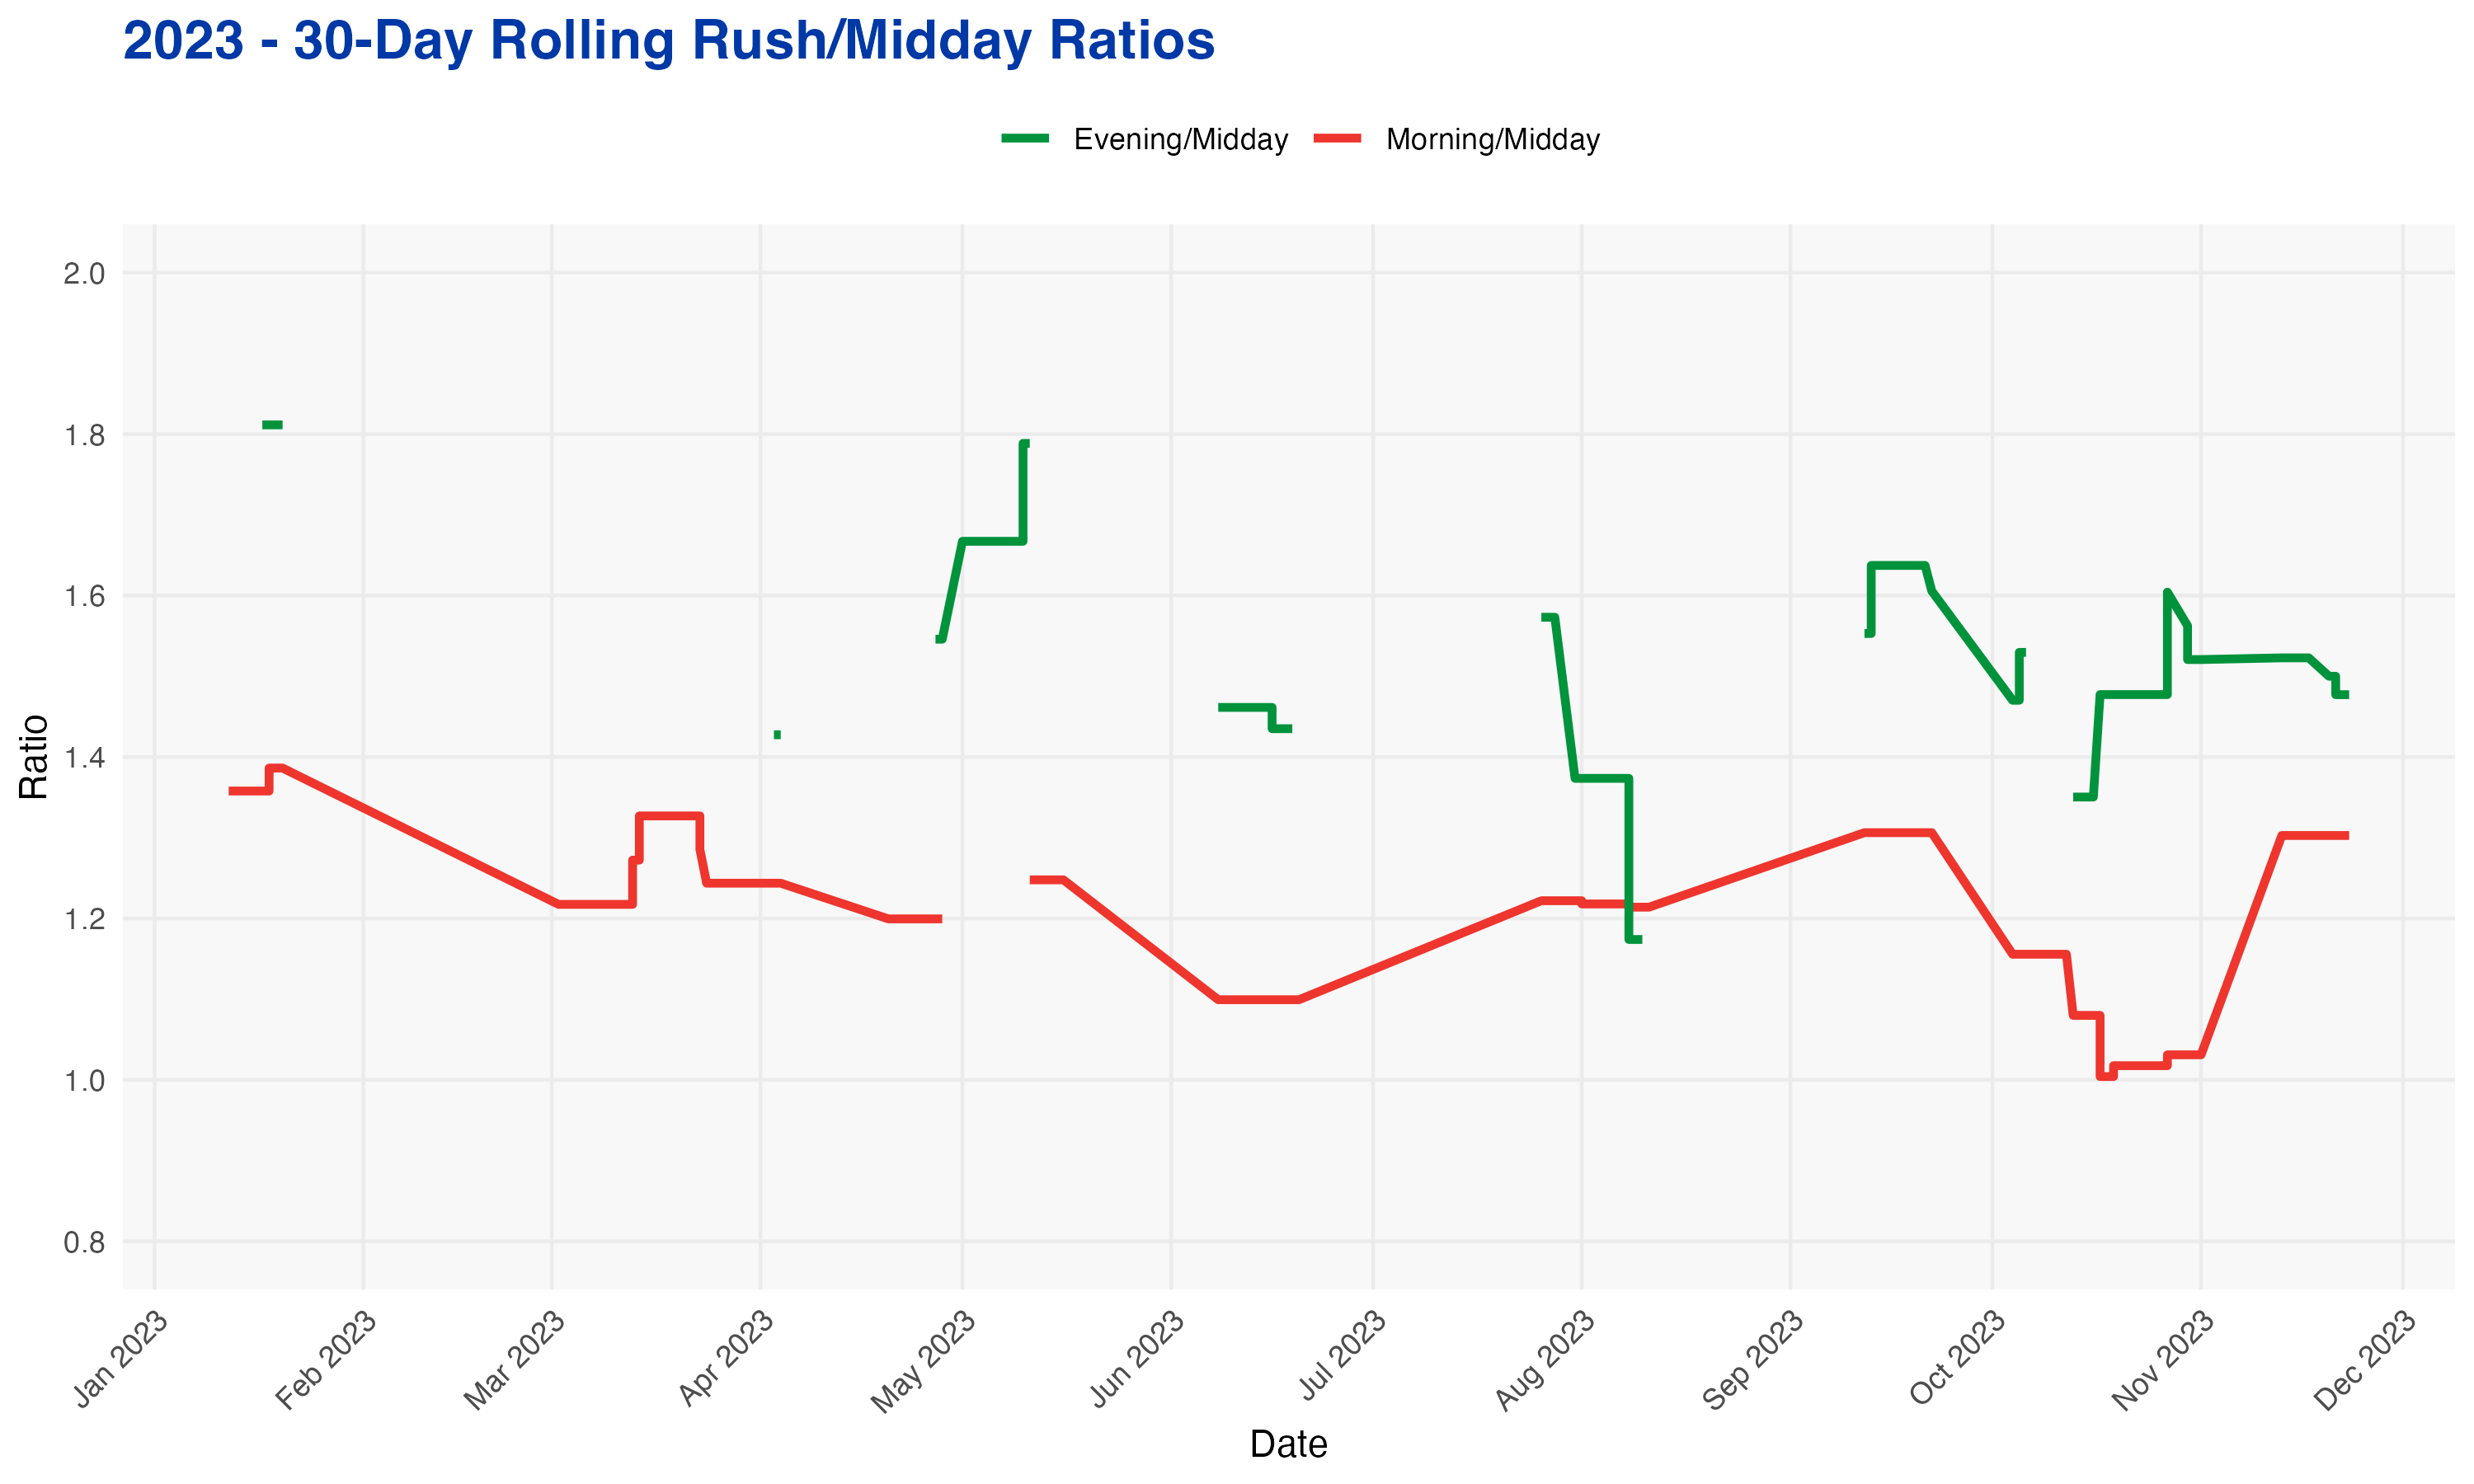 2023 - 30-Day Rolling Rush/Midday Ratios
Evening/Midday Morning/Midday
2.0
1.8
1.6
1.4
1.2
1.0
0.8
Ratio
Jan 2023 Feb 2023 Mar 2023 Apr 2023 May 2023 Jun 2023 Jul 2023 Aug 2023 Sep 2023 Oct 2023 Nov 2023 Dec 2023
Date